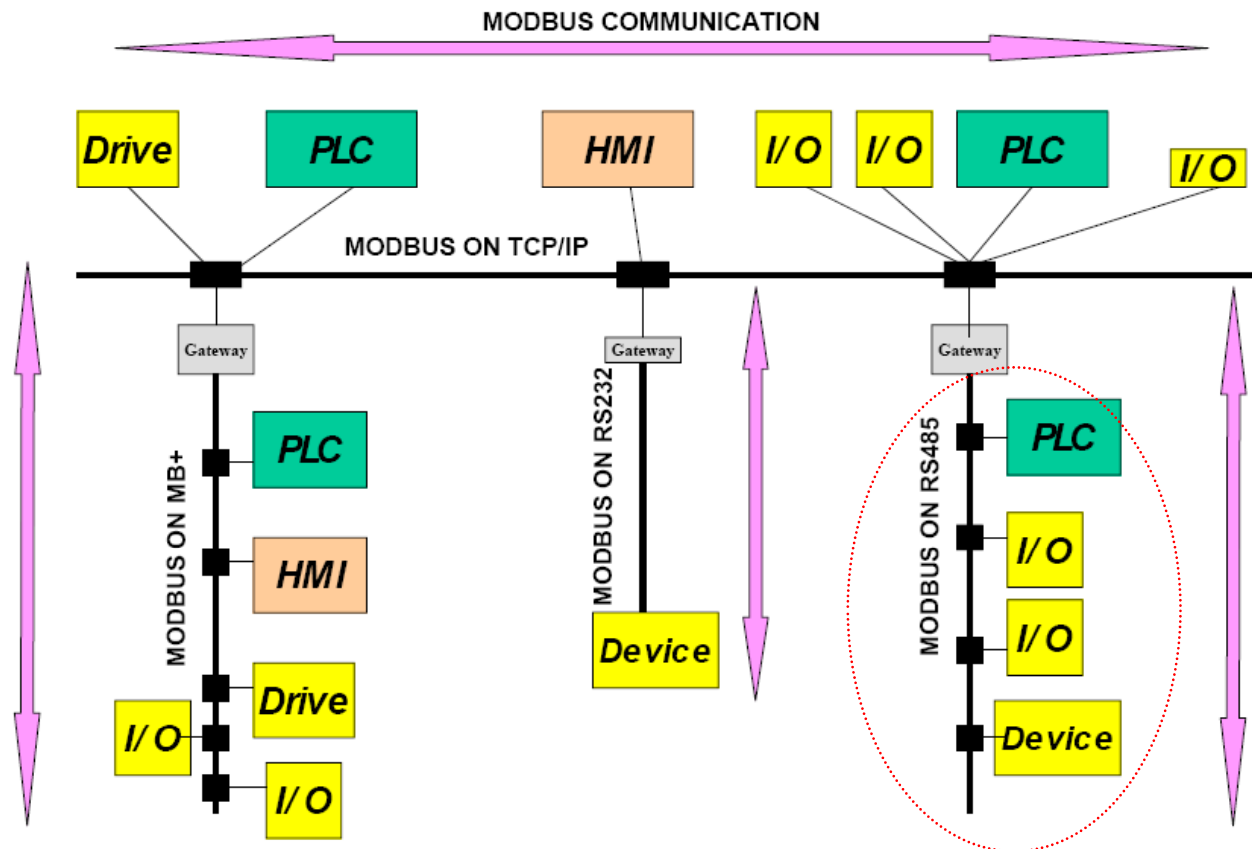 MODBUS COMMUNICATION
Drive
PLC
HMI
I/O
I/O
PLC
I/O
MODBUS ON TCP/IP
Gateway
Gateway
Gateway
MODBUS ON MB+
PLC
HMI
Drive
I/O
I/O
MODBUS ON RS232
Device
MODBUS ON RS485
PLC
I/O
I/O
Device